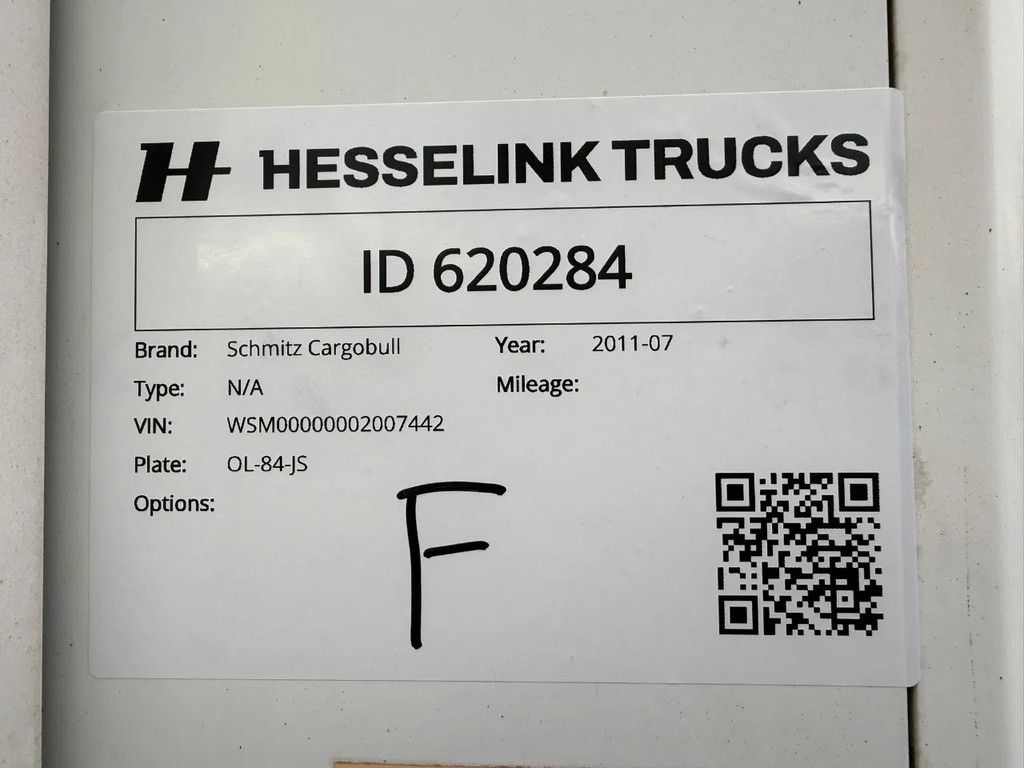 H HESSELINK TRUCKS
ID 620284
Brand: Schmitz Cargobull Year: 2011-07
Type: N/A Mileage:
VIN: WSM00000002007442
Plate: OL-84-JS
Options:
F